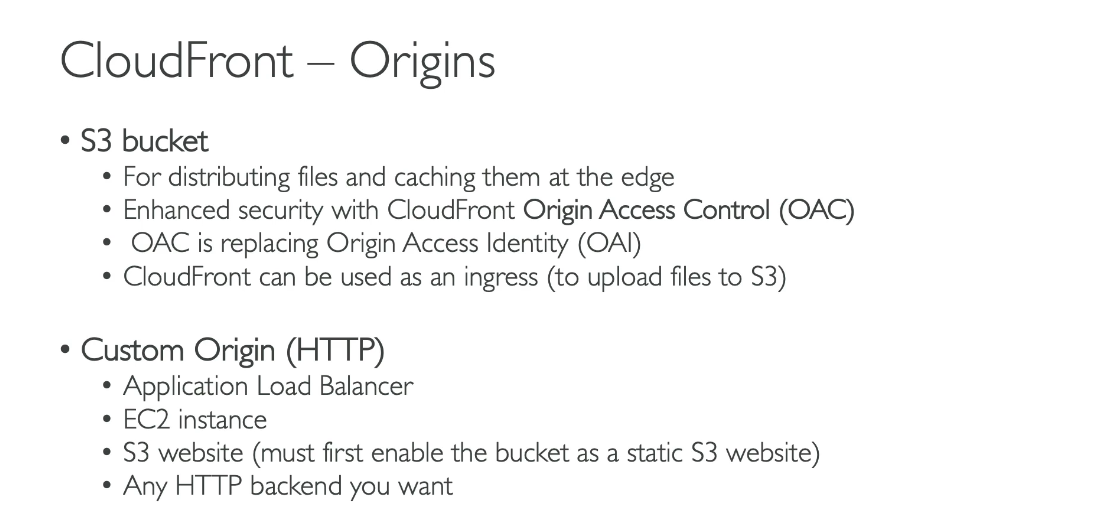 CloudFront – Origins
• S3 bucket
• For distributing files and caching them at the edge
• Enhanced security with CloudFront Origin Access Control (OAC)
• OAC is replacing Origin Access Identity (OAI)
• CloudFront can be used as an ingress (to upload files to S3)
• Custom Origin (HTTP)
• Application Load Balancer
• EC2 instance
• S3 website (must first enable the bucket as a static S3 website)
• Any HTTP backend you want